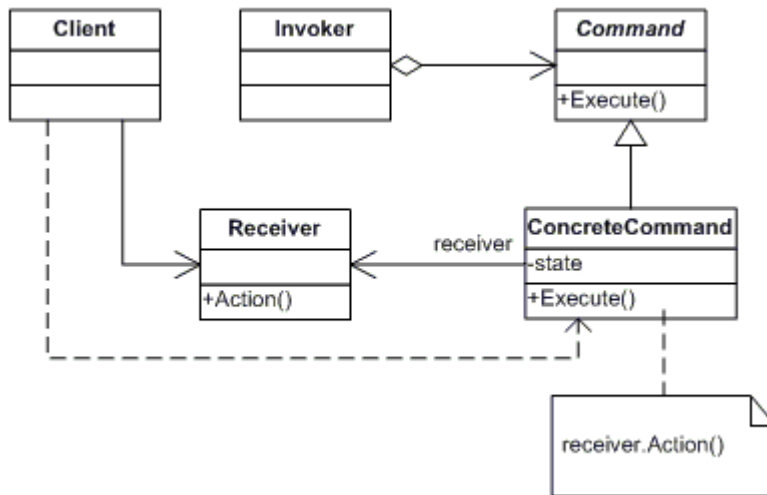 Client
Invoker
Command
+Execute()
Receiver
+Action()
receiver
ConcreteCommand
-state
+Execute()
receiver.Action()